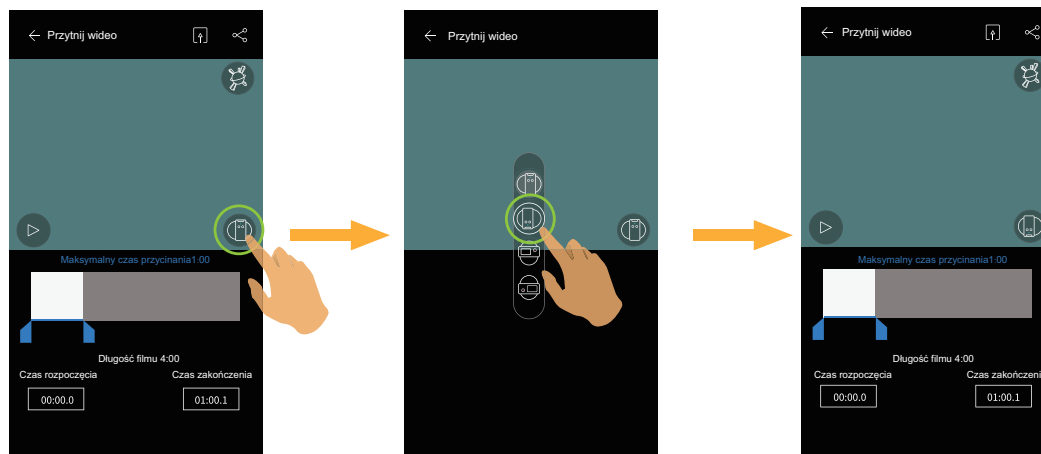 Przytnij wideo
Maksymalny czas przycinania1:00
Długość filmu 4:00
Czas rozpoczęcia Czas zakończenia
00:00.0 01:00.1
Przytnij wideo
Przytnij wideo
Maksymalny czas przycinania1:00
Długość filmu 4:00
Czas rozpoczęcia Czas zakończeni
00:00.0 01:00.1